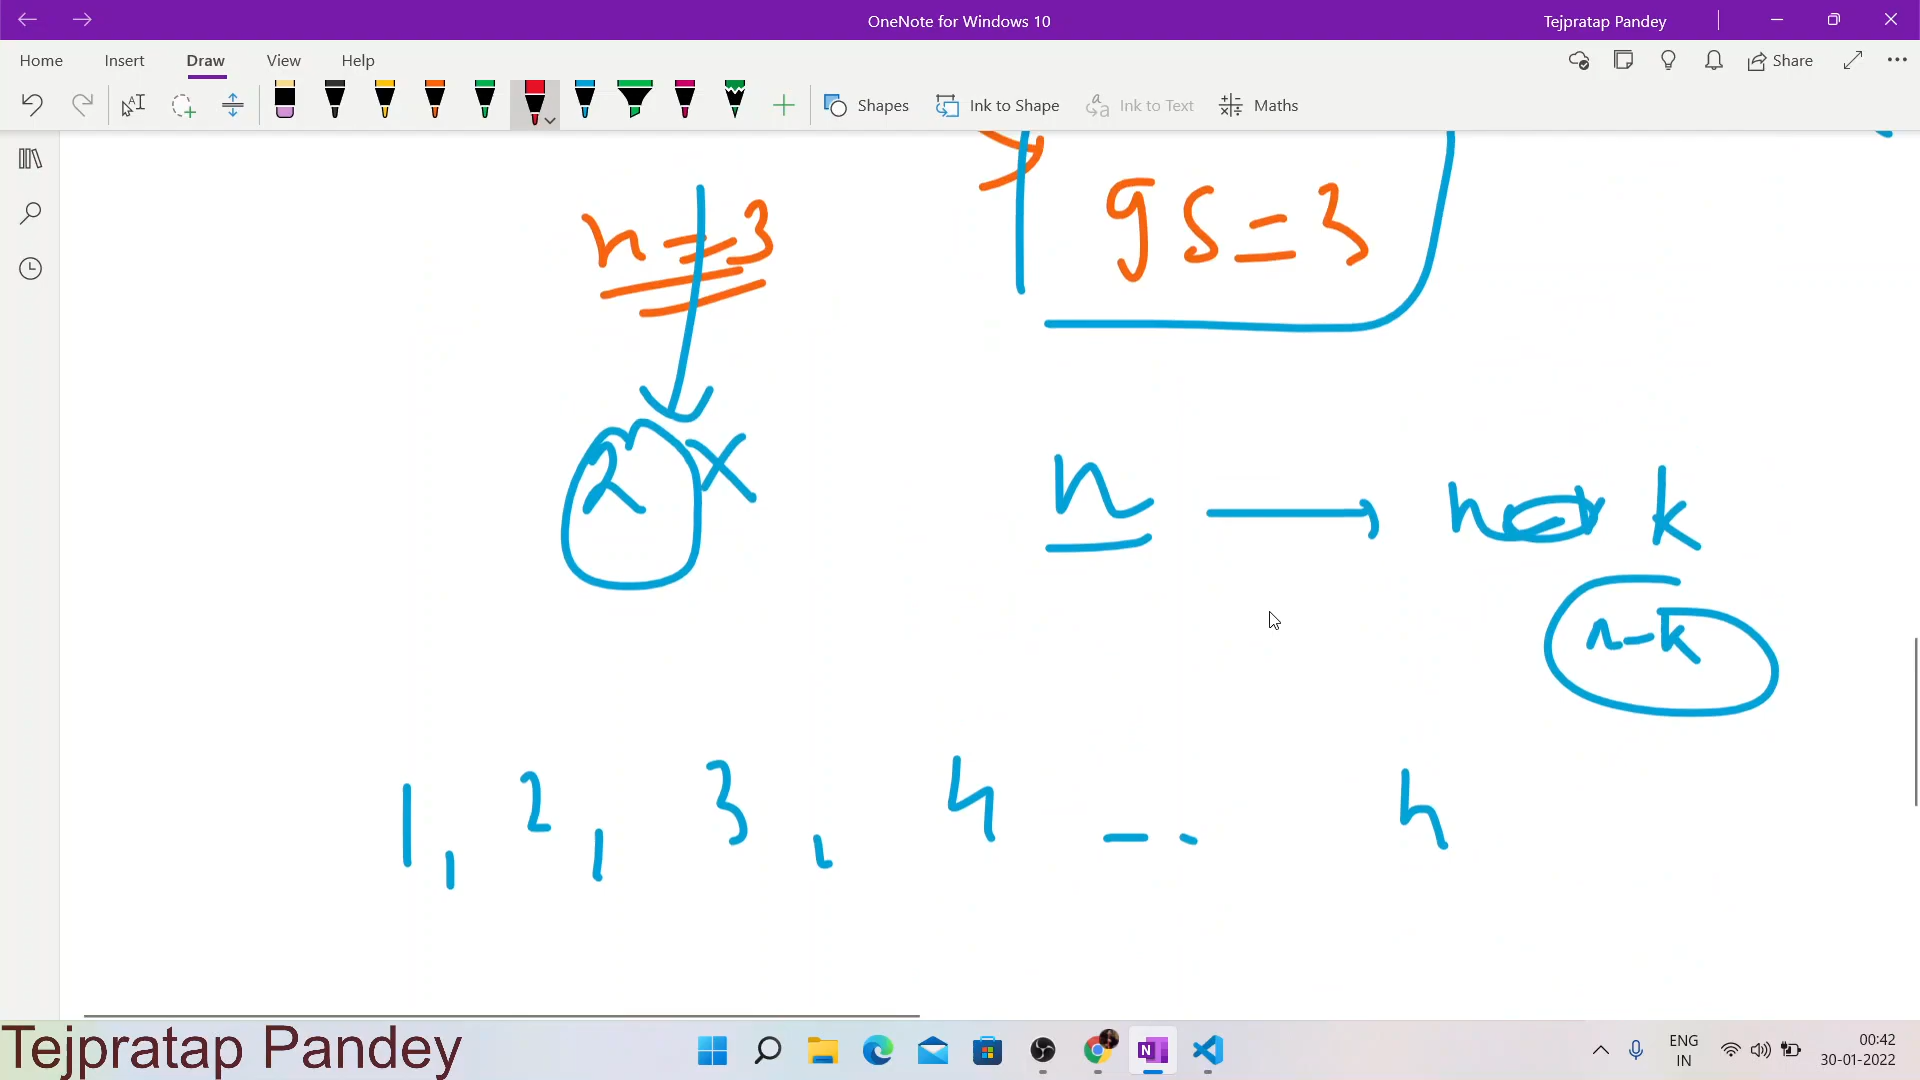 OneNote for Windows 10
Tejpratap Pandey
Home Insert Draw View Help
Share
Shapes Ink to Shape Ink to Text Maths
n = 3
gs = 3
2 x
n → n k
n-k
1, 2, 3, 4 -- n
Tejpratap Pandey
ENG
IN
00:42
30-01-2022